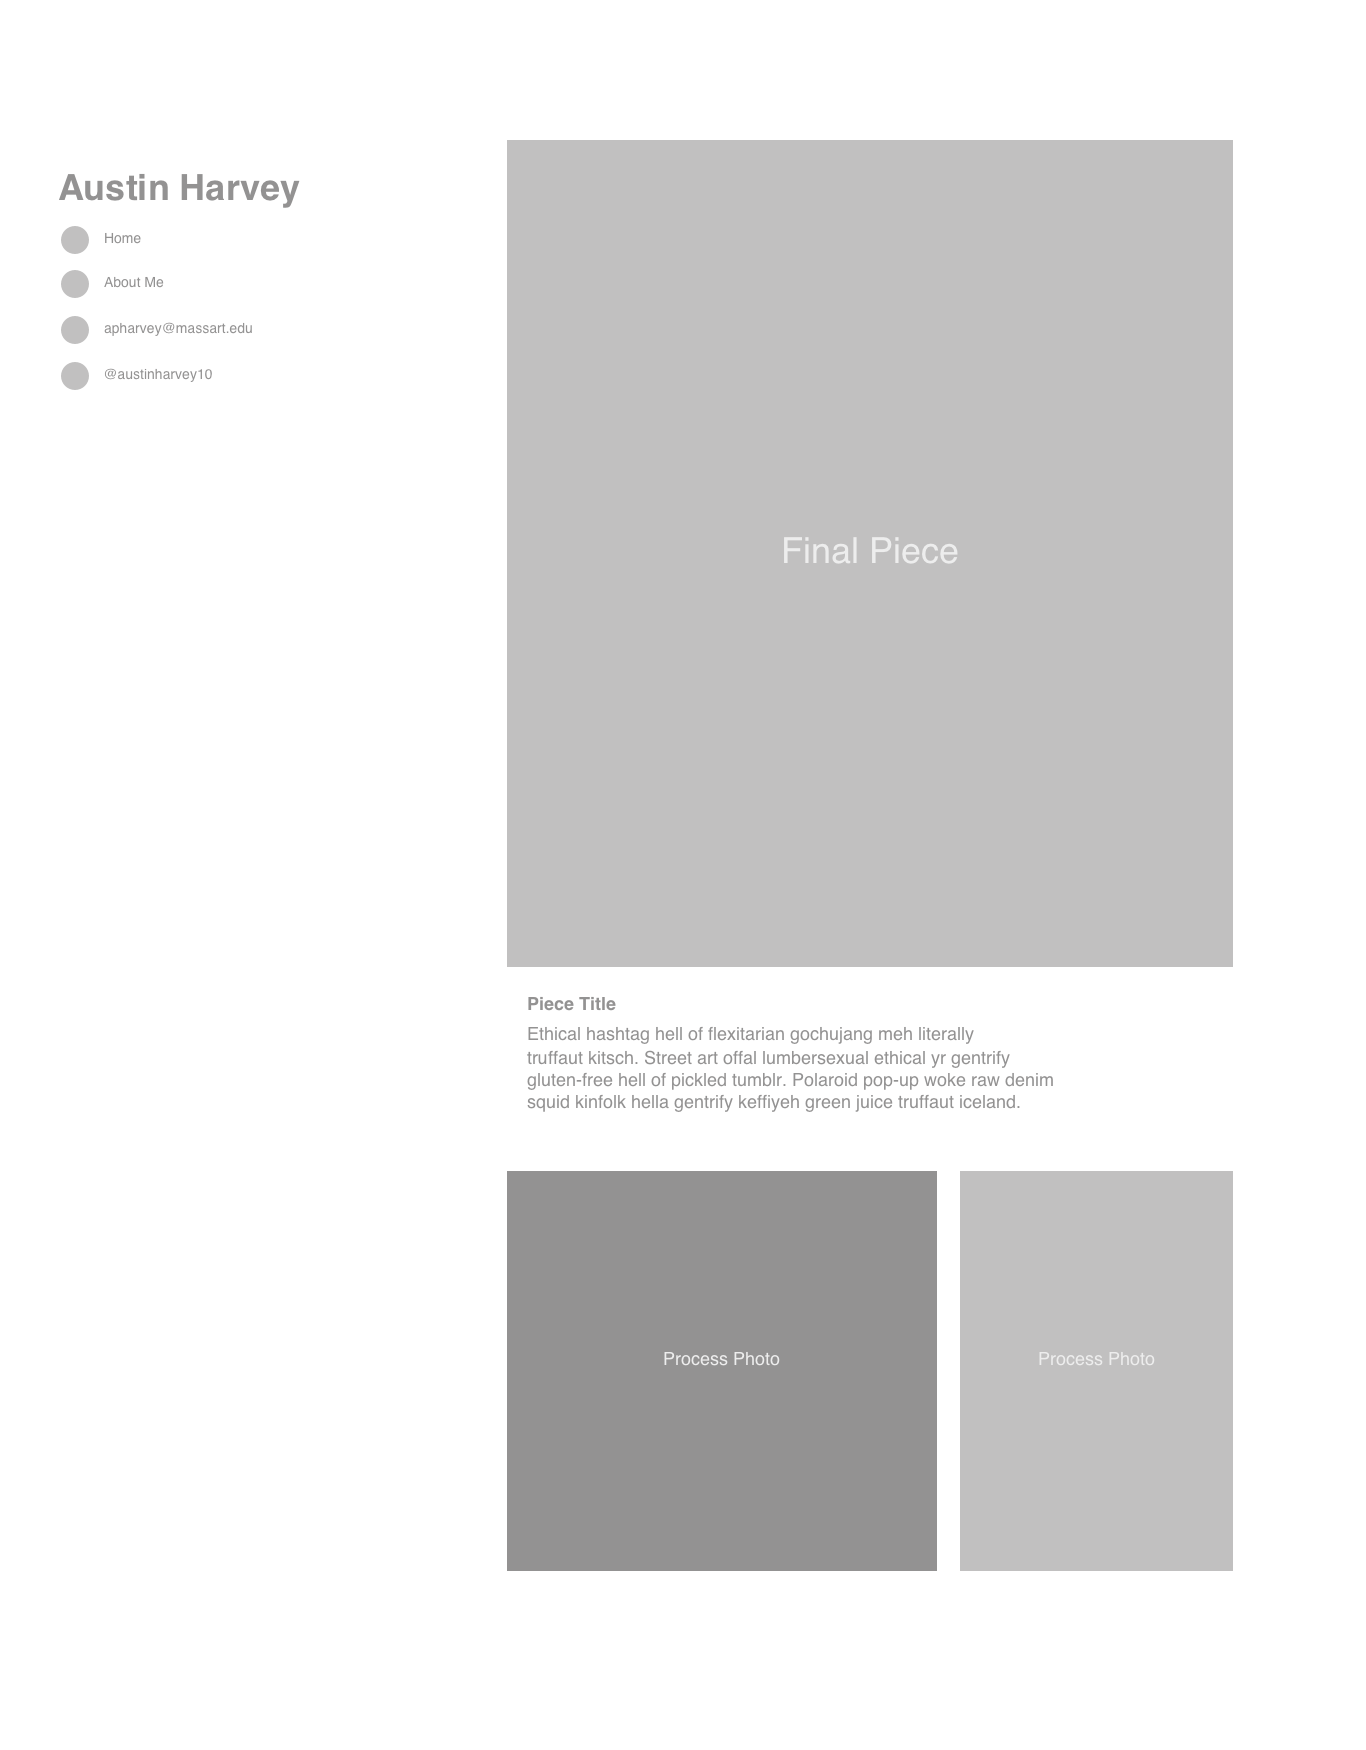 Austin Harvey
Home
About Me
apharvey@massart.edu
@austinharvey10
Final Piece
Piece Title
Ethical hashtag hell of flexitarian gochujang meh literally
truffaut kitsch. Street art offal lumbersexual ethical yr gentrify
gluten-free hell of pickled tumblr. Polaroid pop-up woke raw denim
squid kinfolk hella gentrify keffiyeh green juice truffaut iceland.
Process Photo
Process Photo